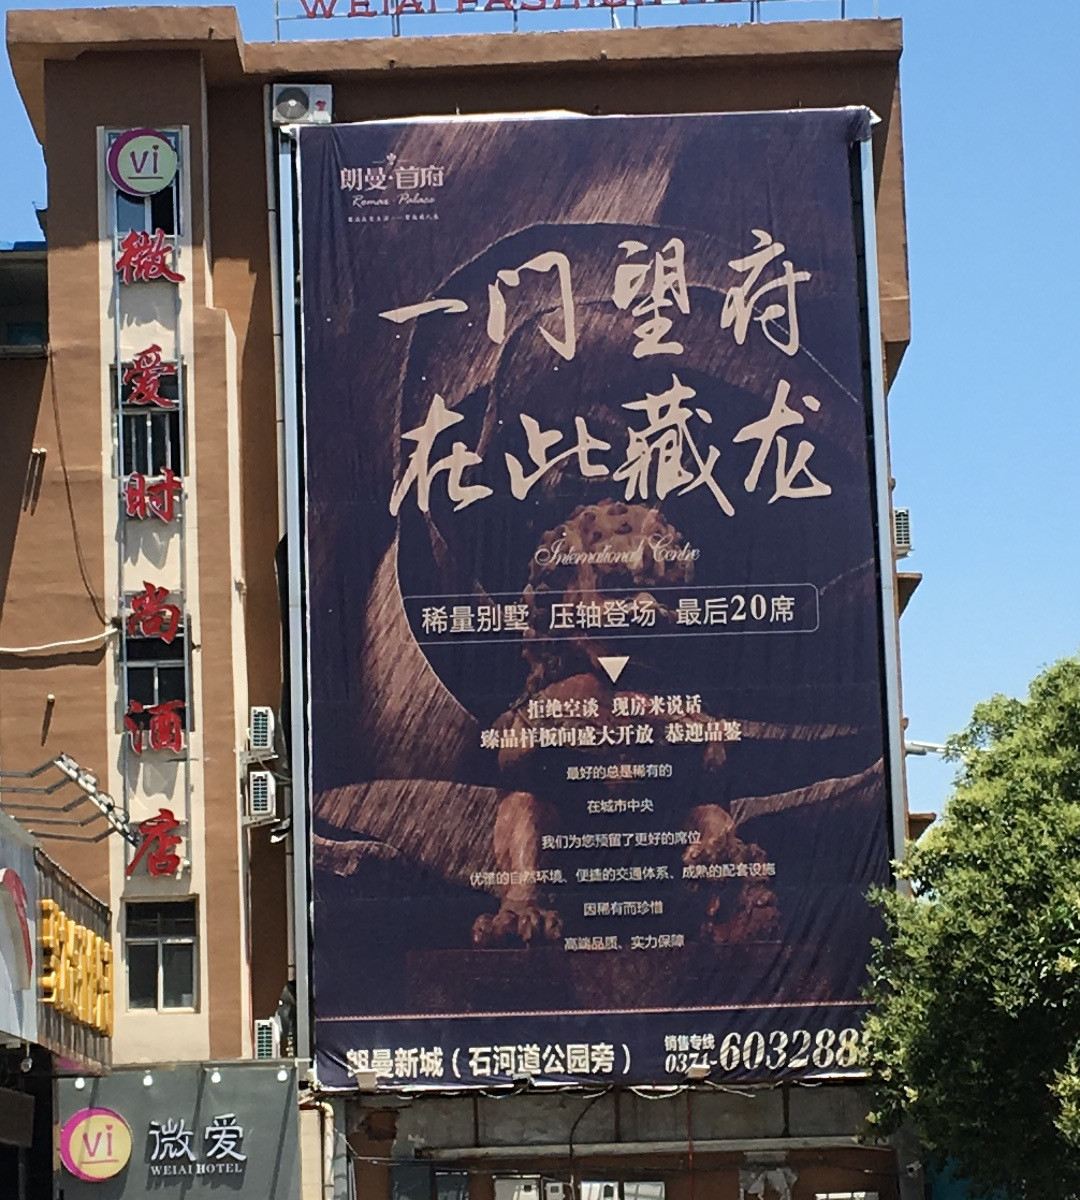 WEIAI FASHION
vi
微爱时尚酒店
朗曼·首府
Roman Palace
一门望府
在此藏龙
International Centre
稀量别墅 压轴登场 最后20席
拒绝空谈 现房来说话
臻品样板间盛大开放 恭迎品鉴
最好的总是稀有的
在城市中央
我们为您预留了更好的席位
优雅的自然环境、便捷的交通体系、成熟的配套设施
因稀有而珍惜
高端品质、实力保障
朗曼新城（石河道公园旁）
销售专线
0371-6032888
vi
微爱
WEIAI HOTEL